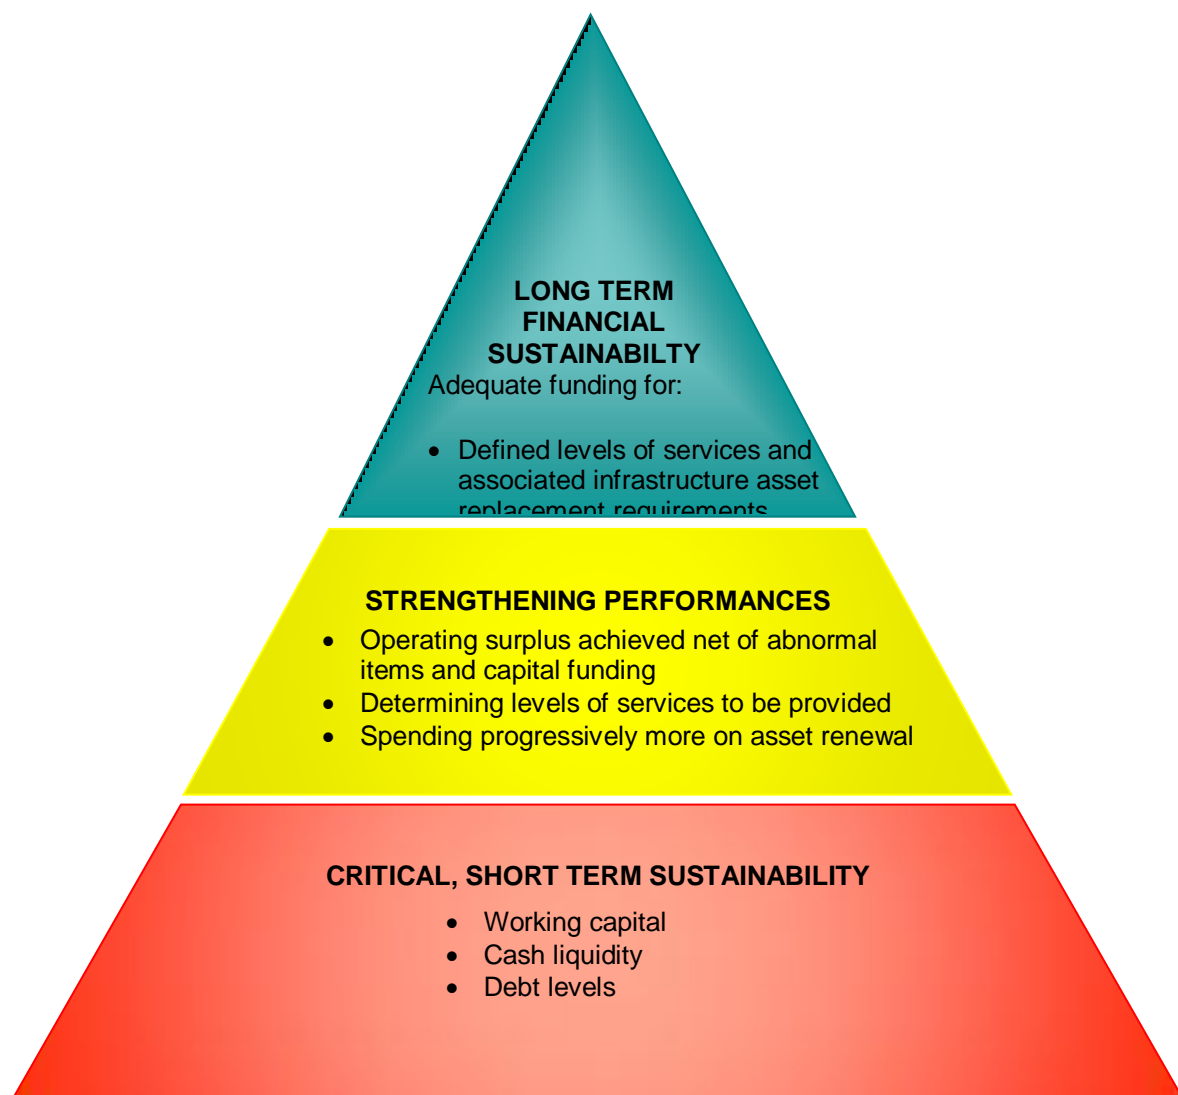 LONG TERM
FINANCIAL
SUSTAINABILTY
Adequate funding for:
• Defined levels of services and
associated infrastructure asset
replacement requirements
STRENGTHENING PERFORMANCES
• Operating surplus achieved net of abnormal
items and capital funding
• Determining levels of services to be provided
• Spending progressively more on asset renewal
CRITICAL, SHORT TERM SUSTAINABILITY
• Working capital
• Cash liquidity
• Debt levels